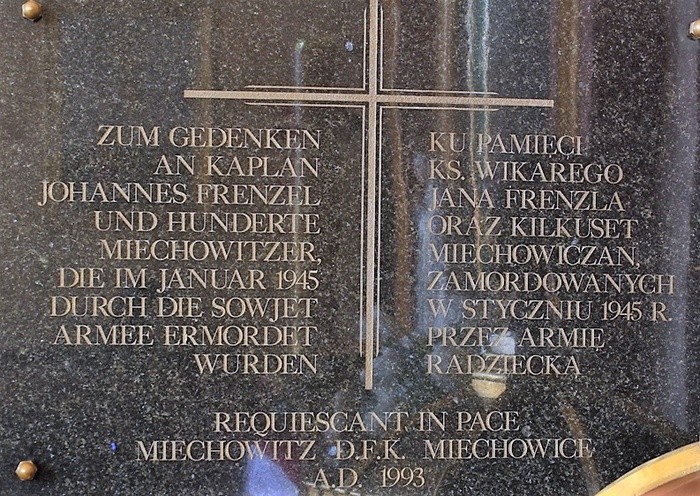 ZUM GEDENKEN
AN KAPLAN
JOHANNES FRENZEL
UND HUNDERTE
MIECHOWITZER,
DIE IM JANUAR 1945
DURCH DIE SOWJET
ARMEE ERMORDET
WURDEN
KU PAMIĘCI
KS. WIKAREGO
JANA FRENZLA
ORAZ KILKUSET
MIECHOWICZAN,
ZAMORDOWANYCH
W STYCZNIU 1945 R.
PRZEZ ARMIĘ
RADZIECKĄ
REQUIESCANT IN PACE
MIECHOWITZ D.F.K. MIECHOWICE
A.D. 1993